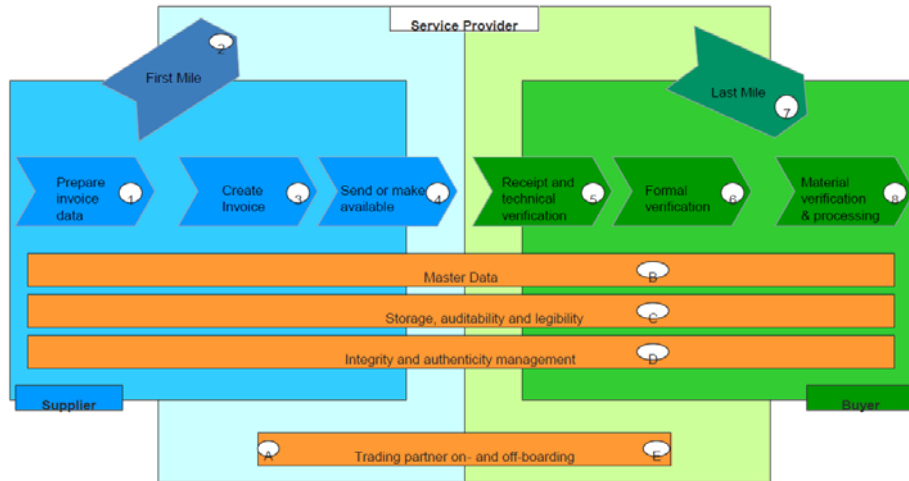 Service Provider
2
First Mile
Last Mile
7
Prepare
invoice
data
1
Create
Invoice
3
Send or make
available
4
Receipt and
technical
verification
5
Formal
verification
6
Material
verification
& processing
8
Master Data
B
Storage, auditability and legibility
C
Integrity and authenticity management
D
Supplier
Buyer
A
Trading partner on- and off-boarding
E